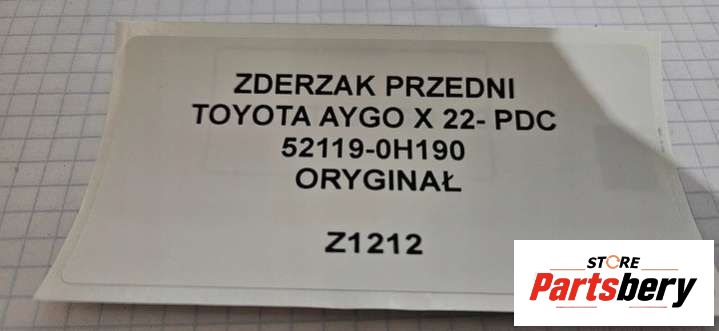 ZDERZAK PRZEDNI
TOYOTA AYGO X 22- PDC
52119-0H190
ORYGINAŁ
Z1212
STORE
Partsbery